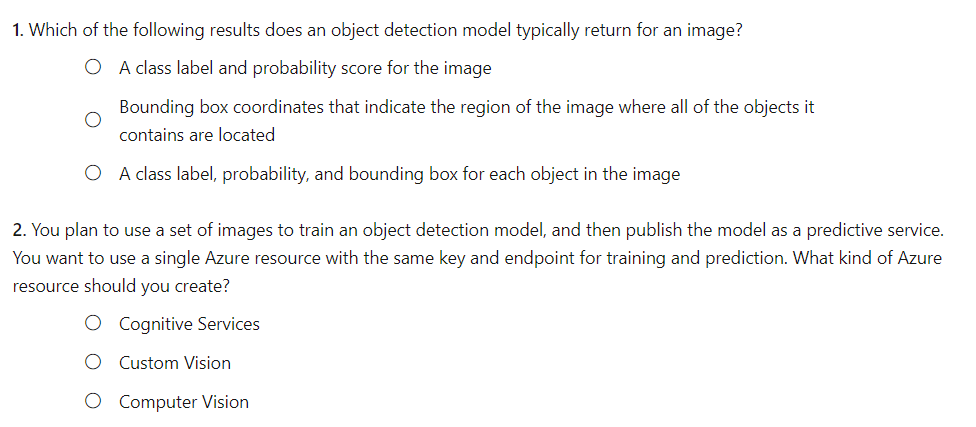 1. Which of the following results does an object detection model typically return for an image?
A class label and probability score for the image
Bounding box coordinates that indicate the region of the image where all of the objects it
contains are located
A class label, probability, and bounding box for each object in the image
2. You plan to use a set of images to train an object detection model, and then publish the model as a predictive service.
You want to use a single Azure resource with the same key and endpoint for training and prediction. What kind of Azure
resource should you create?
Cognitive Services
Custom Vision
Computer Vision